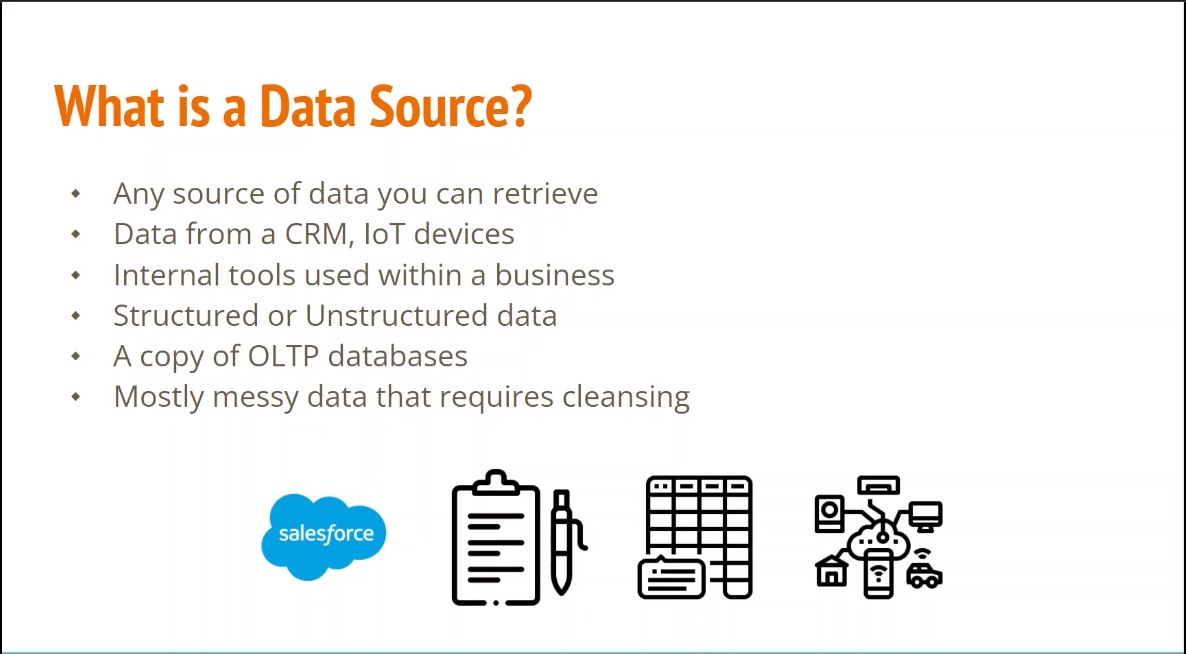 What is a Data Source?
Any source of data you can retrieve
Data from a CRM, IoT devices
Internal tools used within a business
Structured or Unstructured data
A copy of OLTP databases
Mostly messy data that requires cleansing
salesforce